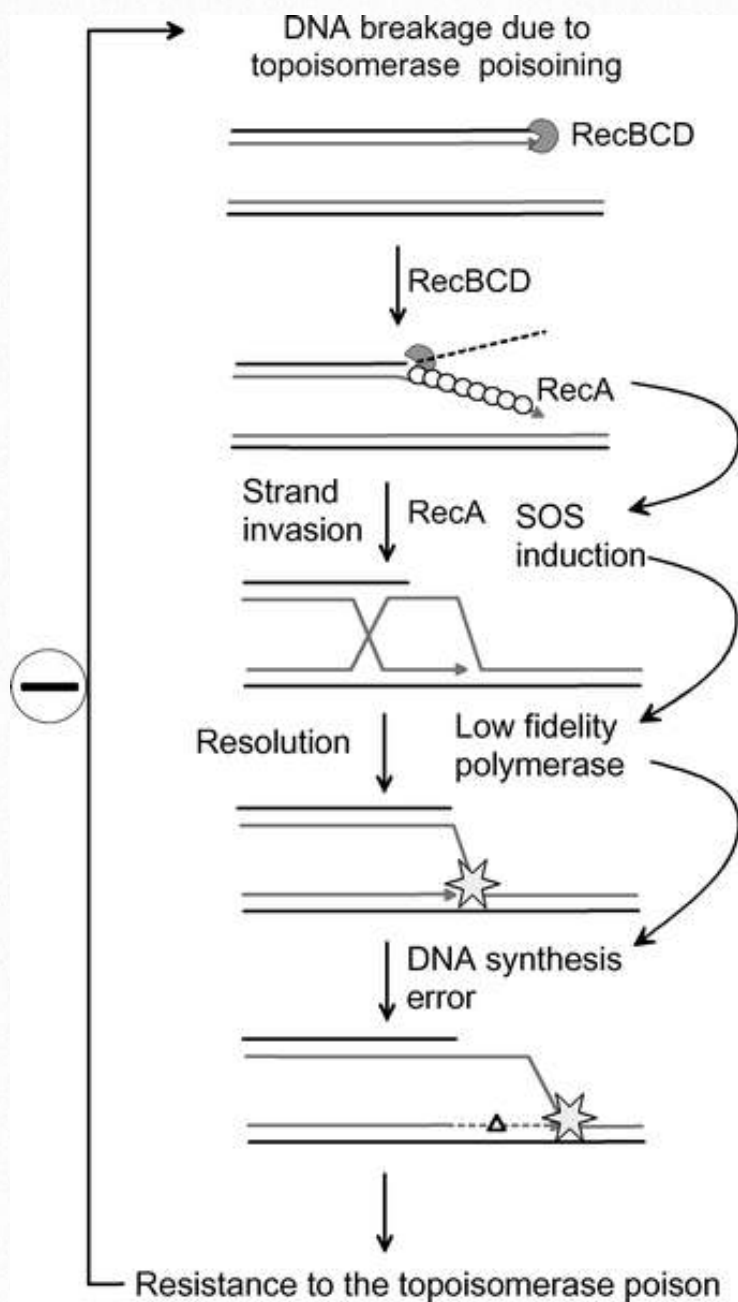 DNA breakage due to
topoisomerase poisoining
RecBCD
RecBCD
RecA
Strand
invasion
RecA
SOS
induction
Resolution
Low fidelity
polymerase
DNA synthesis
error
Resistance to the topoisomerase poison